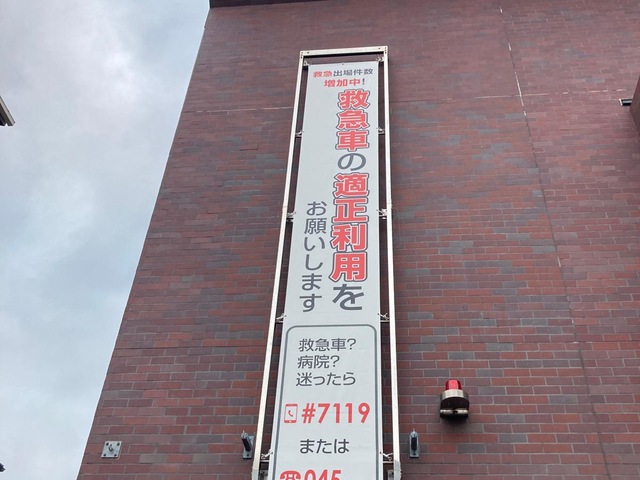 救急出場件数
増加中!
救急車の適正利用を
お願いします
救急車?
病院?
迷ったら
#7119
または
045